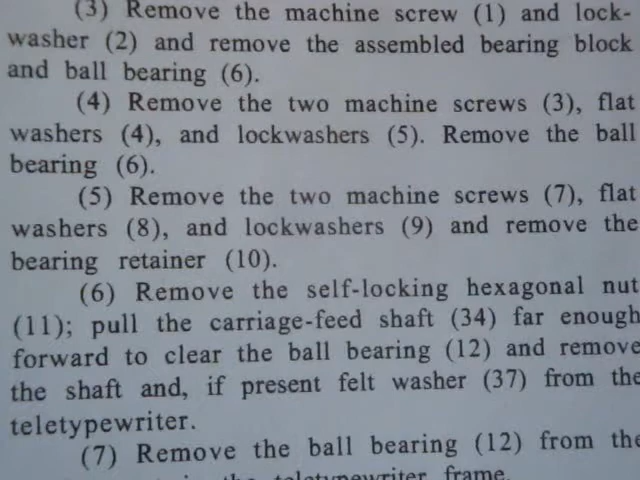 (3) Remove the machine screw (1) and lock-
washer (2) and remove the assembled bearing block
and ball bearing (6).
(4) Remove the two machine screws (3), flat
washers (4), and lockwashers (5). Remove the ball
bearing (6).
(5) Remove the two machine screws (7), flat
washers (8), and lockwashers (9) and remove the
bearing retainer (10).
(6) Remove the self-locking hexagonal nut
(11); pull the carriage-feed shaft (34) far enough
forward to clear the ball bearing (12) and remove
the shaft and, if present felt washer (37) from the
teletypewriter.
(7) Remove the ball bearing (12) from the
the teletypewriter frame.